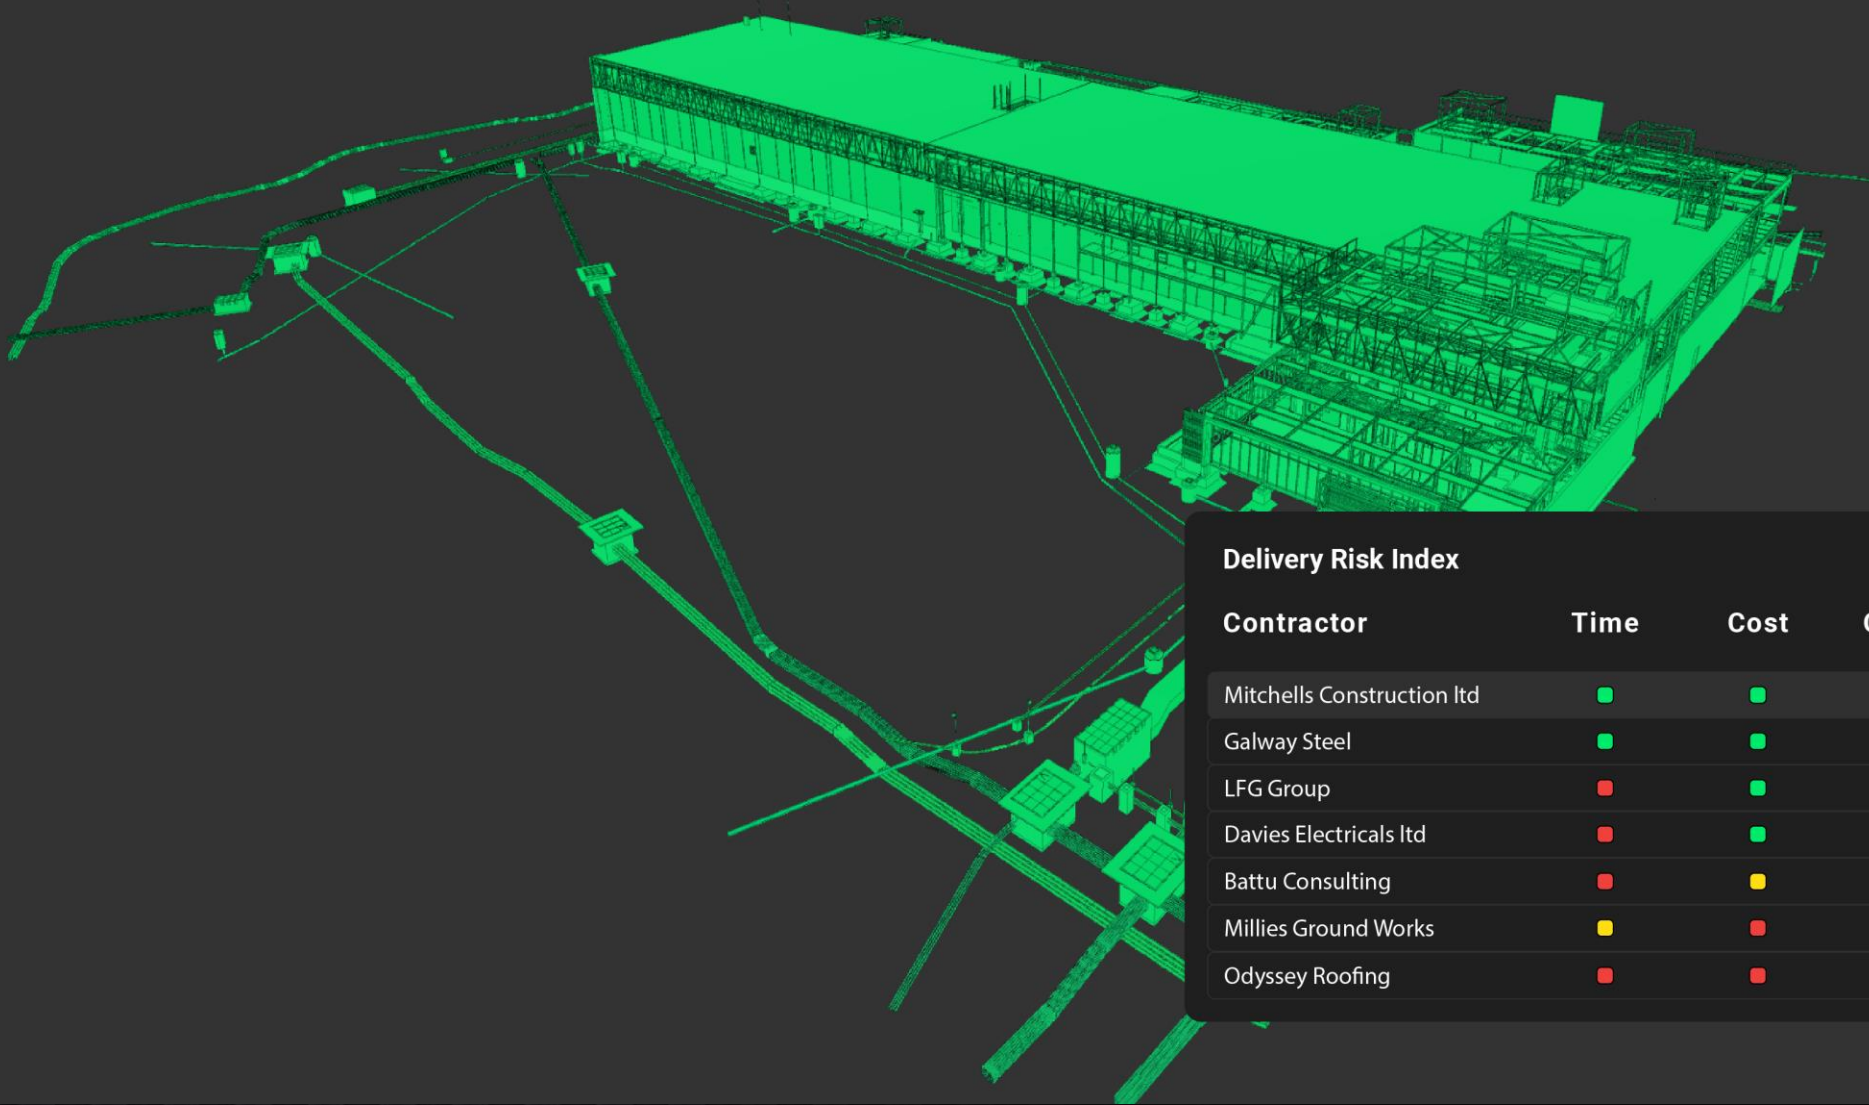 Delivery Risk Index
Contractor Time Cost
Mitchells Construction ltd
Galway Steel
LFG Group
Davies Electricals ltd
Battu Consulting
Millies Ground Works
Odyssey Roofing